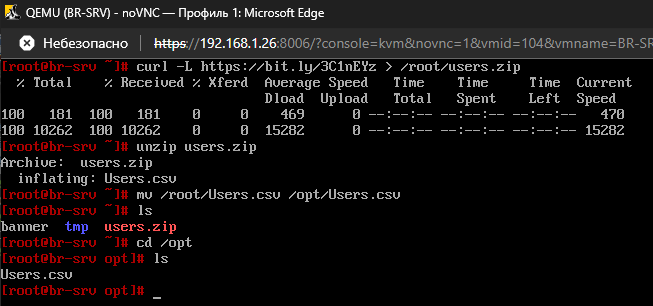 QEMU (BR-SRV) - noVNC — Профиль 1: Microsoft Edge
Небезопасно https://192.168.1.26:8006/?console=kvm&novnc=1&vmid=104&vmname=BR-SR
[root@br-srv ~]# curl -L https://bit.ly/3C1nEYz > /root/users.zip
% Total % Received % Xferd Average Speed Time Time Time Current
Dload Upload Total Spent Left Speed
100 181 100 181 0 0 469 0 --:--:-- --:--:-- --:--:-- 470
100 10262 100 10262 0 0 15282 0 --:--:-- --:--:-- --:--:-- 15282
[root@br-srv ~]# unzip users.zip
Archive: users.zip
inflating: Users.csv
[root@br-srv ~]# mv /root/Users.csv /opt/Users.csv
[root@br-srv ~]# ls
banner tmp users.zip
[root@br-srv ~]# cd /opt
[root@br-srv opt]# ls
Users.csv
[root@br-srv opt]# _